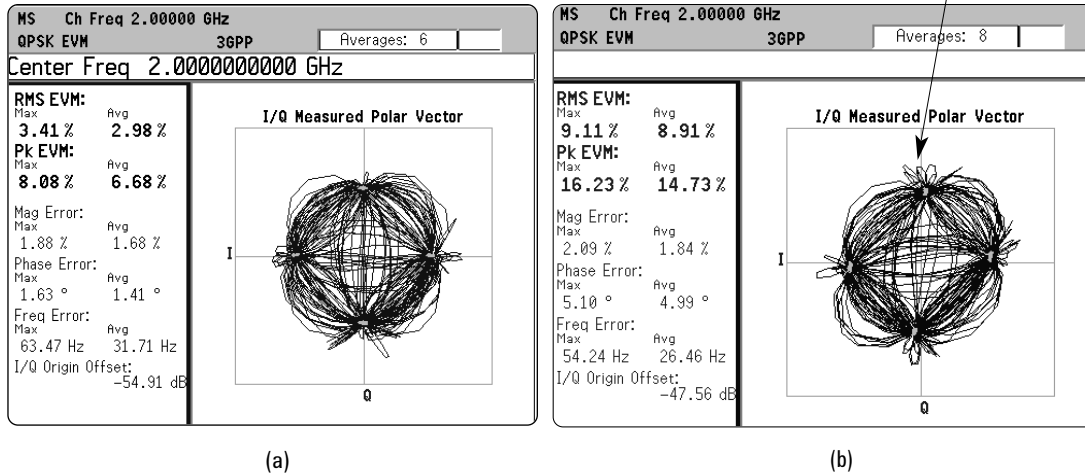 MS Ch Freq 2.00000 GHz
QPSK EVM 3GPP Averages: 6
Center Freq 2.0000000000 GHz
RMS EVM:
Max Avg
3.41 % 2.98 %
Pk EVM:
Max Avg
8.08 % 6.68 %
Mag Error:
Max Avg
1.88 % 1.68 %
Phase Error:
Max Avg
1.63 ° 1.41 °
Freq Error:
Max Avg
63.47 Hz 31.71 Hz
I/Q Origin Offset:
-54.91 dB
I/Q Measured Polar Vector
I
Q
(a)
MS Ch Freq 2.00000 GHz
QPSK EVM 3GPP Averages: 8
RMS EVM:
Max Avg
9.11 % 8.91 %
Pk EVM:
Max Avg
16.23 % 14.73 %
Mag Error:
Max Avg
2.09 % 1.84 %
Phase Error:
Max Avg
5.10 ° 4.99 °
Freq Error:
Max Avg
54.24 Hz 26.46 Hz
I/Q Origin Offset:
-47.56 dB
I/Q Measured Polar Vector
I
Q
(b)